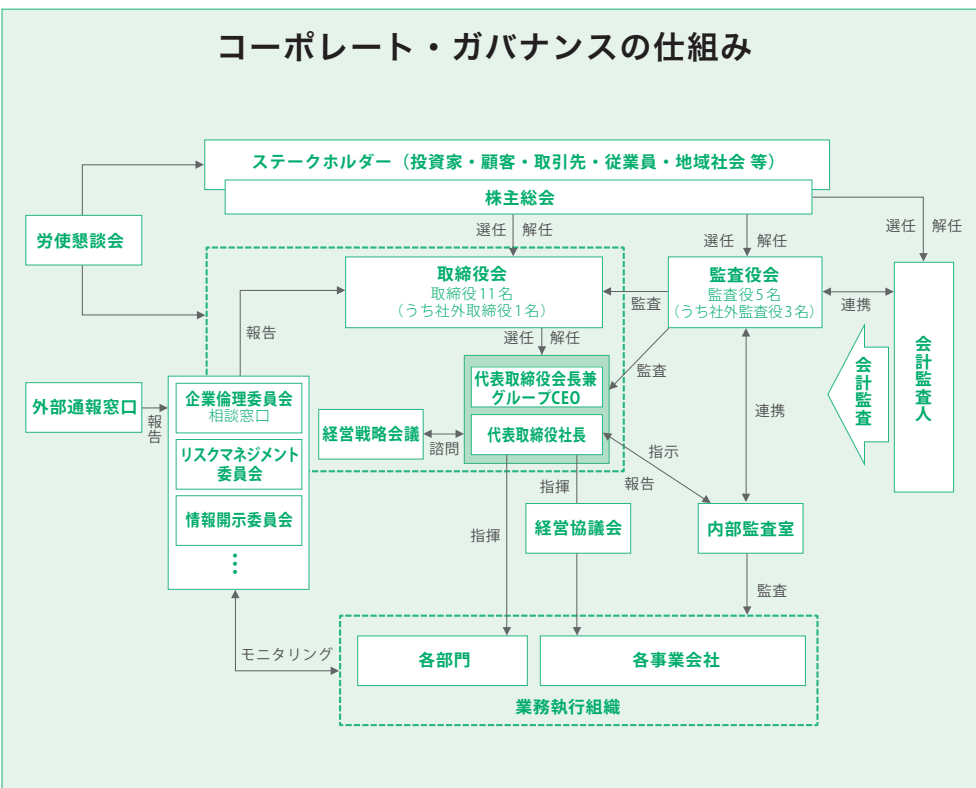 コーポレート・ガバナンスの仕組み
ステークホルダー（投資家・顧客・取引先・従業員・地域社会 等）
株主総会
労使懇談会
選任 解任
選任 解任
選任 解任
取締役会
取締役11名
（うち社外取締役1名）
監査役会
監査役5名
（うち社外監査役3名）
監査
連携
報告
選任 解任
監査
会計監査
会計監査人
代表取締役会長兼
グループCEO
代表取締役社長
外部通報窓口
報告
企業倫理委員会
相談窓口
リスクマネジメント
委員会
情報開示委員会
⋮
経営戦略会議
諮問
連携
指示
報告
指揮
指揮
経営協議会
内部監査室
監査
モニタリング
各部門
各事業会社
業務執行組織